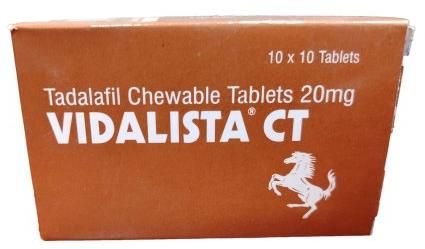 10 x 10 Tablets
Tadalafil Chewable Tablets 20mg
VIDALISTA® CT